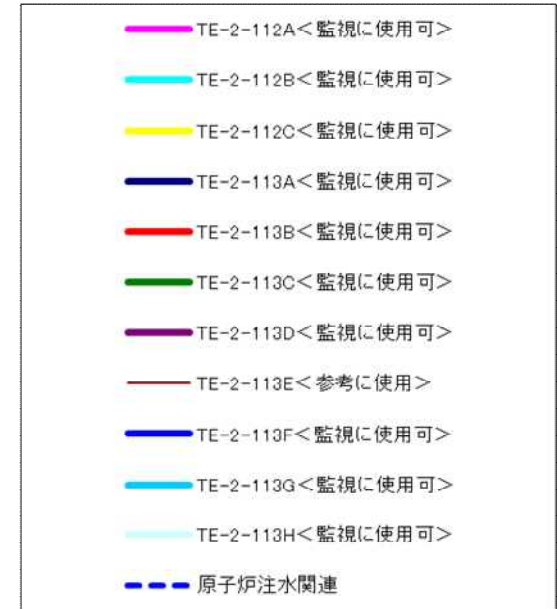 TE-2-112A＜監視に使用可＞
TE-2-112B＜監視に使用可＞
TE-2-112C＜監視に使用可＞
TE-2-113A＜監視に使用可＞
TE-2-113B＜監視に使用可＞
TE-2-113C＜監視に使用可＞
TE-2-113D＜監視に使用可＞
TE-2-113E＜参考に使用＞
TE-2-113F＜監視に使用可＞
TE-2-113G＜監視に使用可＞
TE-2-113H＜監視に使用可＞
原子炉注水関連